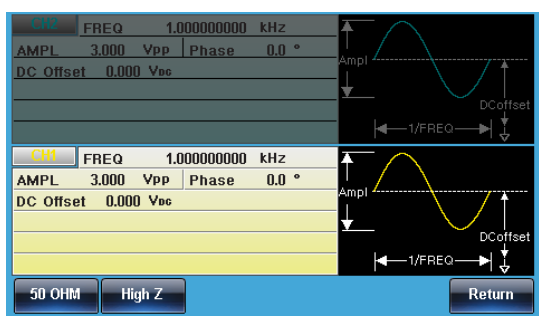 CH2 FREQ 1.000000000 kHz
AMPL 3.000 Vpp Phase 0.0 °
DC Offset 0.000 VDC
Ampl
DCoffset
1/FREQ
CH1 FREQ 1.000000000 kHz
AMPL 3.000 Vpp Phase 0.0 °
DC Offset 0.000 VDC
Ampl
DCoffset
1/FREQ
50 OHM High Z Return